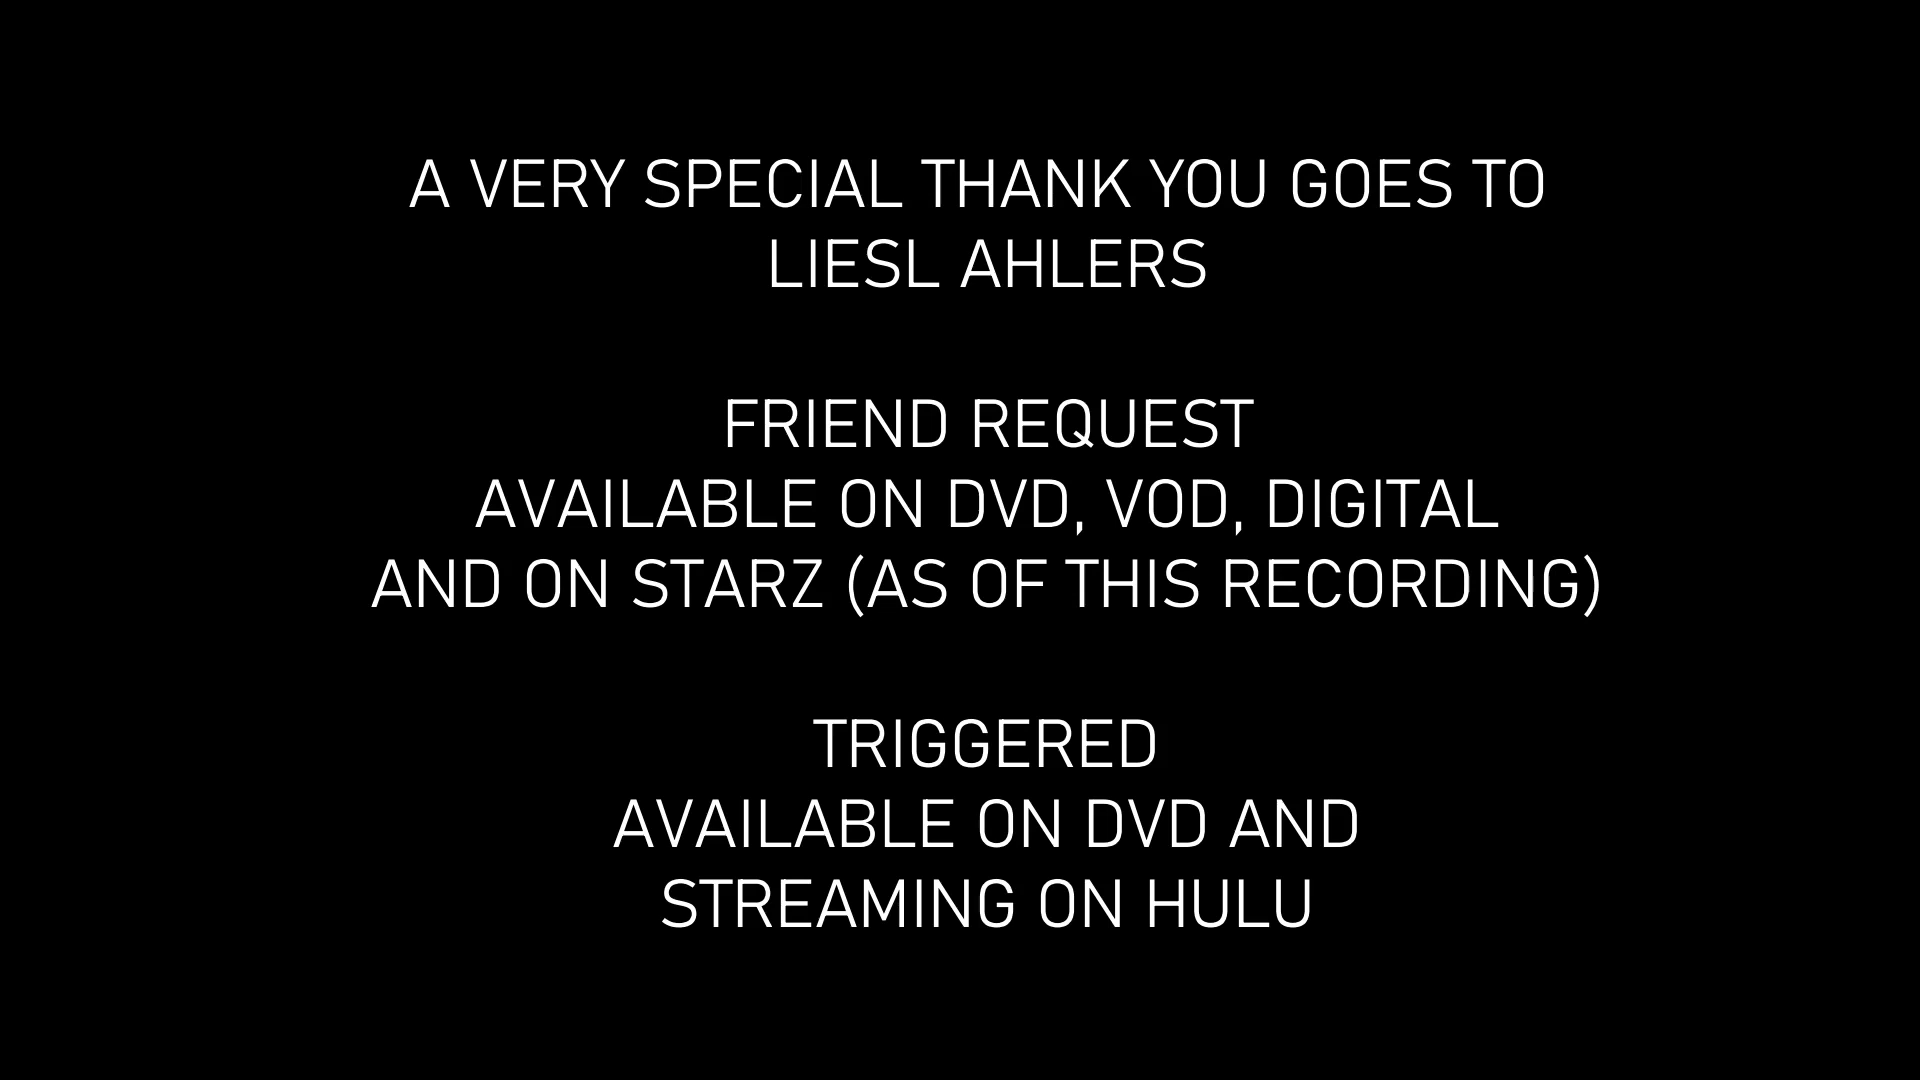 A VERY SPECIAL THANK YOU GOES TO
LIESL AHLERS
FRIEND REQUEST
AVAILABLE ON DVD, VOD, DIGITAL
AND ON STARZ (AS OF THIS RECORDING)
TRIGGERED
AVAILABLE ON DVD AND
STREAMING ON HULU